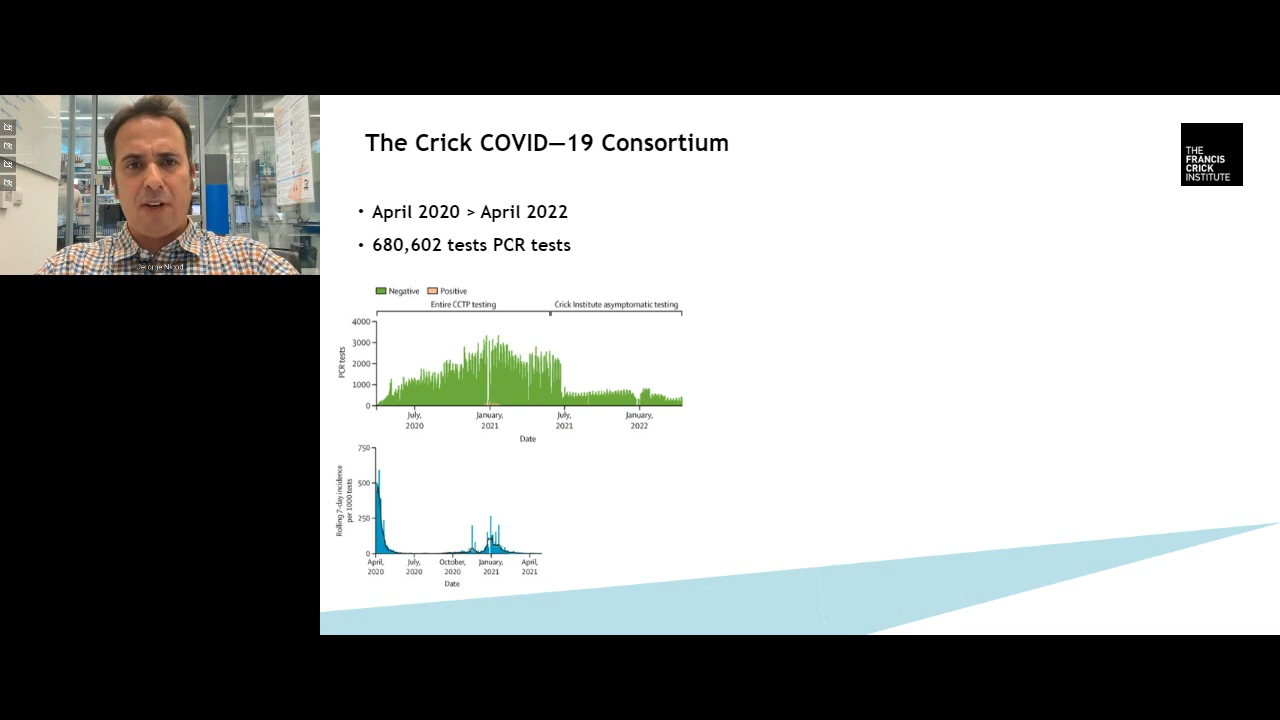 The Crick COVID—19 Consortium
THE
FRANCIS
CRICK
INSTITUTE
• April 2020 > April 2022
• 680,602 tests PCR tests
Jerome Nicod
Negative Positive
Entire CCTP testing Crick Institute asymptomatic testing
PCR tests
4000
3000
2000
1000
0
July, 2020
January, 2021
July, 2021
January, 2022
Date
Rolling 7-day incidence
per 1000 tests
750
500
250
0
April, 2020
July, 2020
October, 2020
January, 2021
April, 2021
Date